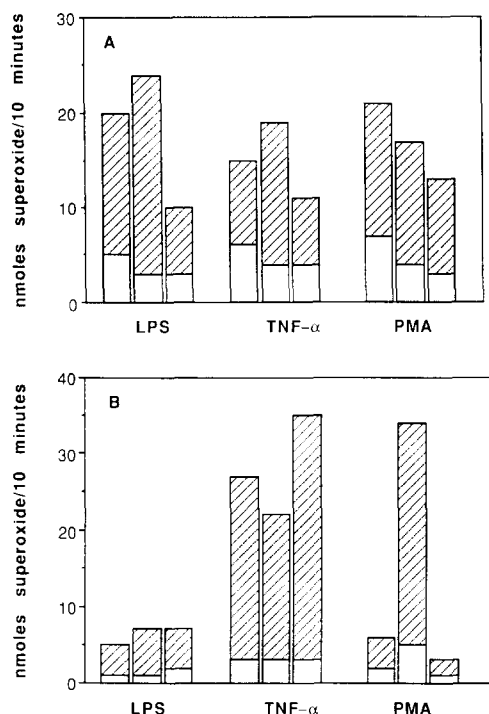 A
nmoles superoxide/10 minutes
30
20
10
0
LPS TNF-α PMA
B
nmoles superoxide/10 minutes
40
30
20
10
0
LPS TNF-α PMA